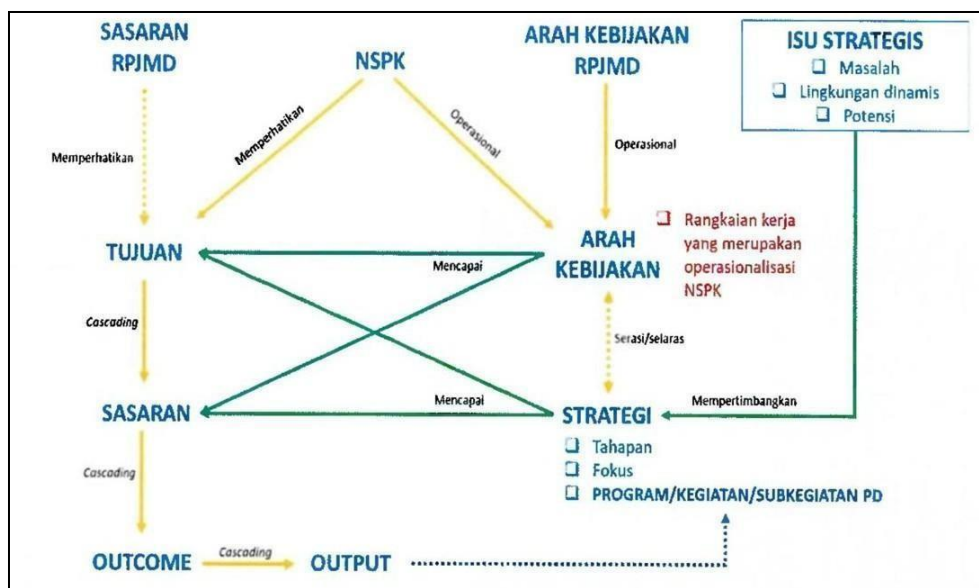 SASARAN
RPJMD
NSPK
ARAH KEBIJAKAN
RPJMD
ISU STRATEGIS
Masalah
Lingkungan dinamis
Potensi
Memperhatikan
Memperhatikan
Operasional
Operasional
TUJUAN
Mencapai
ARAH
KEBIJAKAN
Rangkaian kerja
yang merupakan
operasionalisasi
NSPK
Cascading
Serasi/selaras
SASARAN
Mencapai
STRATEGI
Mempertimbangkan
Tahapan
Fokus
PROGRAM/KEGIATAN/SUBKEGIATAN PD
Cascading
OUTCOME
Cascading
OUTPUT